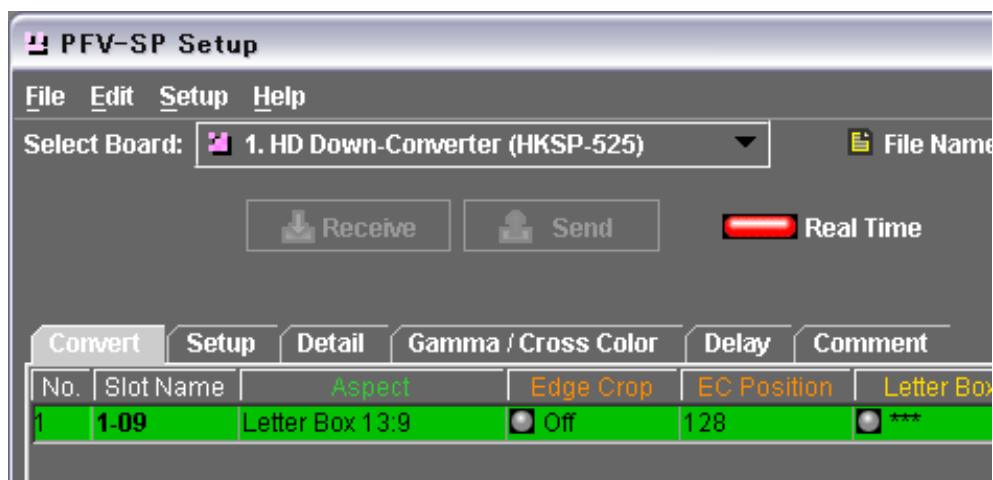 PFV-SP Setup
File Edit Setup Help
Select Board: 1. HD Down-Converter (HKSP-525) File Name
Receive Send Real Time
Convert Setup Detail Gamma / Cross Color Delay Comment
No. Slot Name Aspect Edge Crop EC Position Letter Box
1 1-09 Letter Box 13:9 Off 128 ***